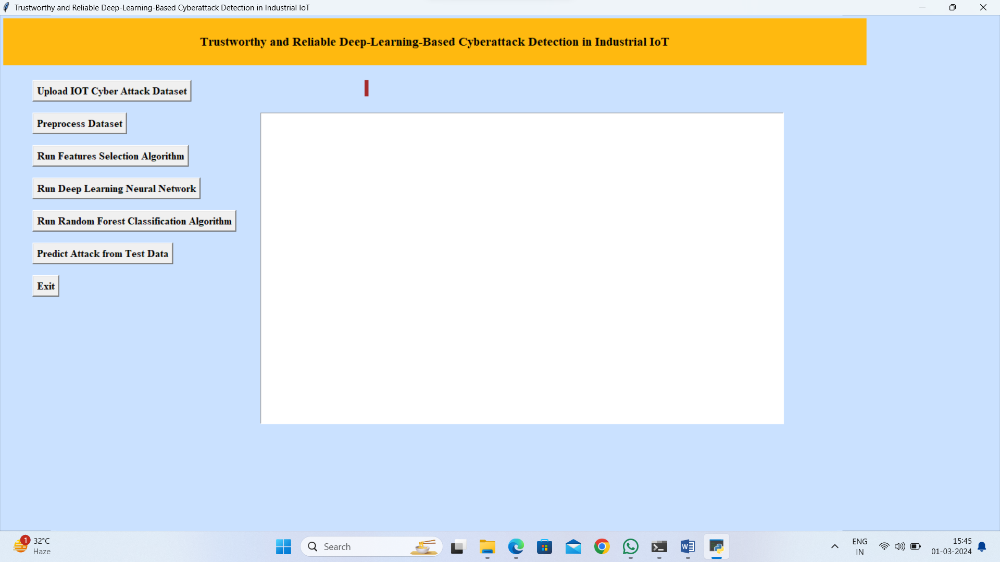 Trustworthy and Reliable Deep-Learning-Based Cyberattack Detection in Industrial IoT
Trustworthy and Reliable Deep-Learning-Based Cyberattack Detection in Industrial IoT
Upload IOT Cyber Attack Dataset
Preprocess Dataset
Run Features Selection Algorithm
Run Deep Learning Neural Network
Run Random Forest Classification Algorithm
Predict Attack from Test Data
Exit
1
32°C
Haze
Search
ENG
IN
15:45
01-03-2024